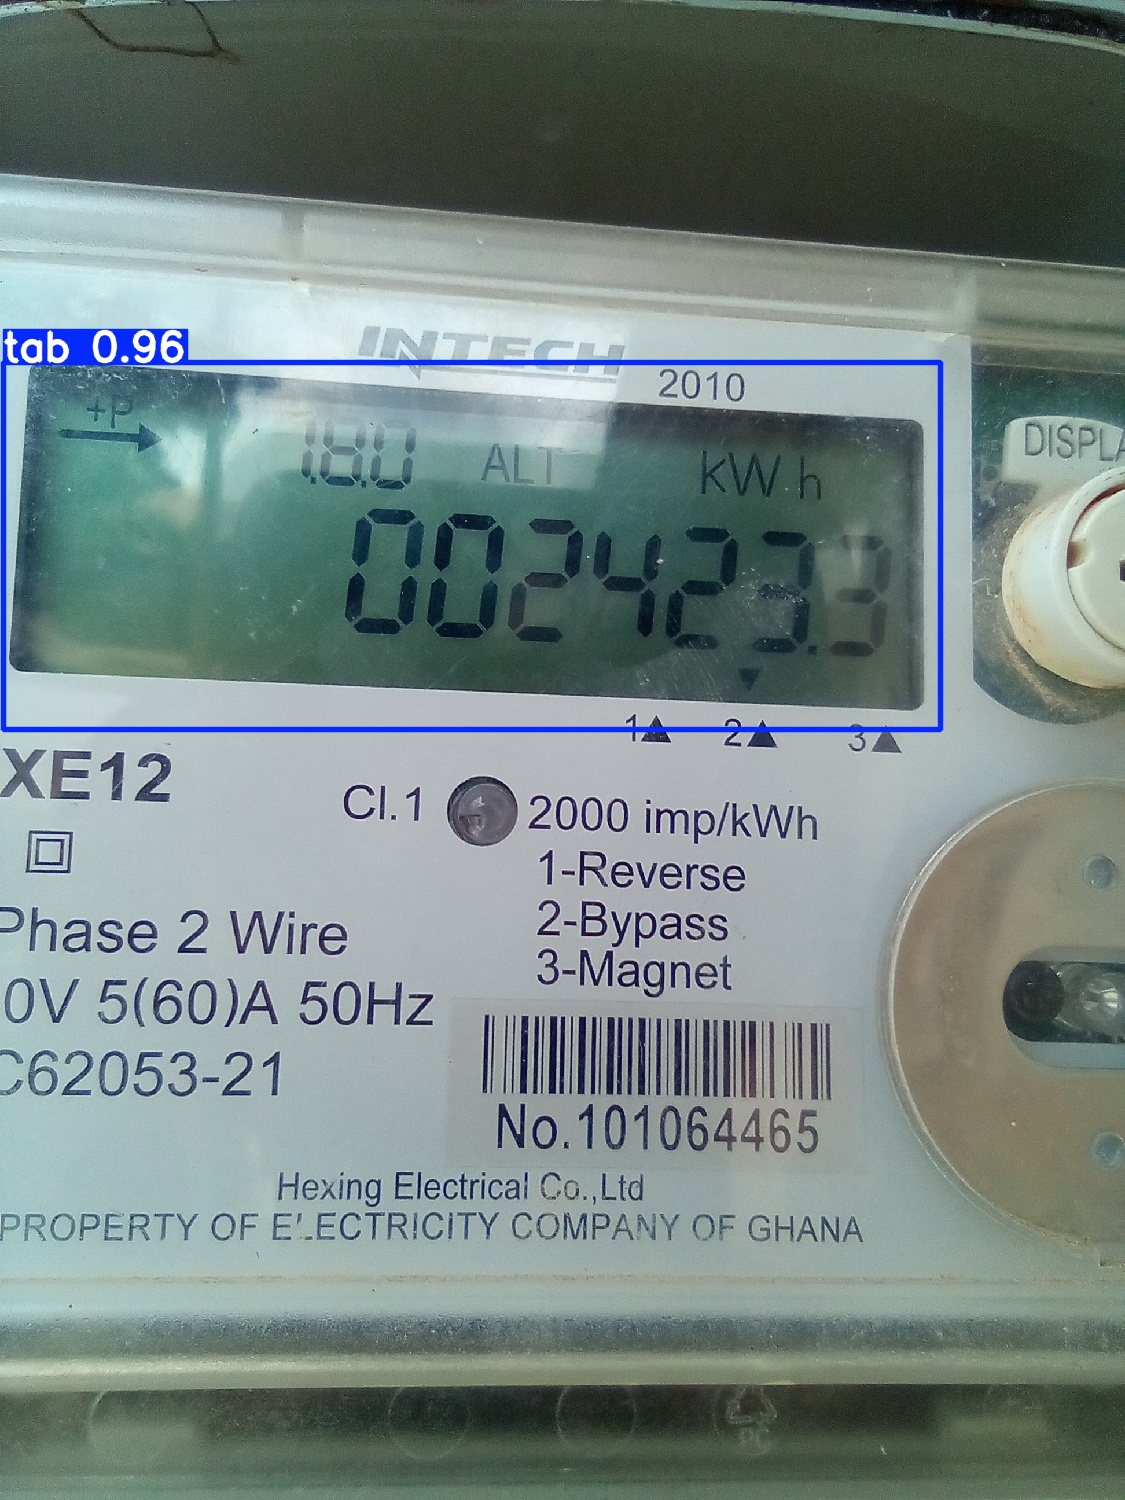 tab 0.96
INTECH
2010
+P
1.8.0 ALT kWh
002423.3
DISPLA
1▲ 2▲ 3▲
XE12
Cl.1 2000 imp/kWh
1-Reverse
2-Bypass
3-Magnet
Phase 2 Wire
0V 5(60)A 50Hz
C62053-21
No.101064465
Hexing Electrical Co.,Ltd
PROPERTY OF ELECTRICITY COMPANY OF GHANA
PC